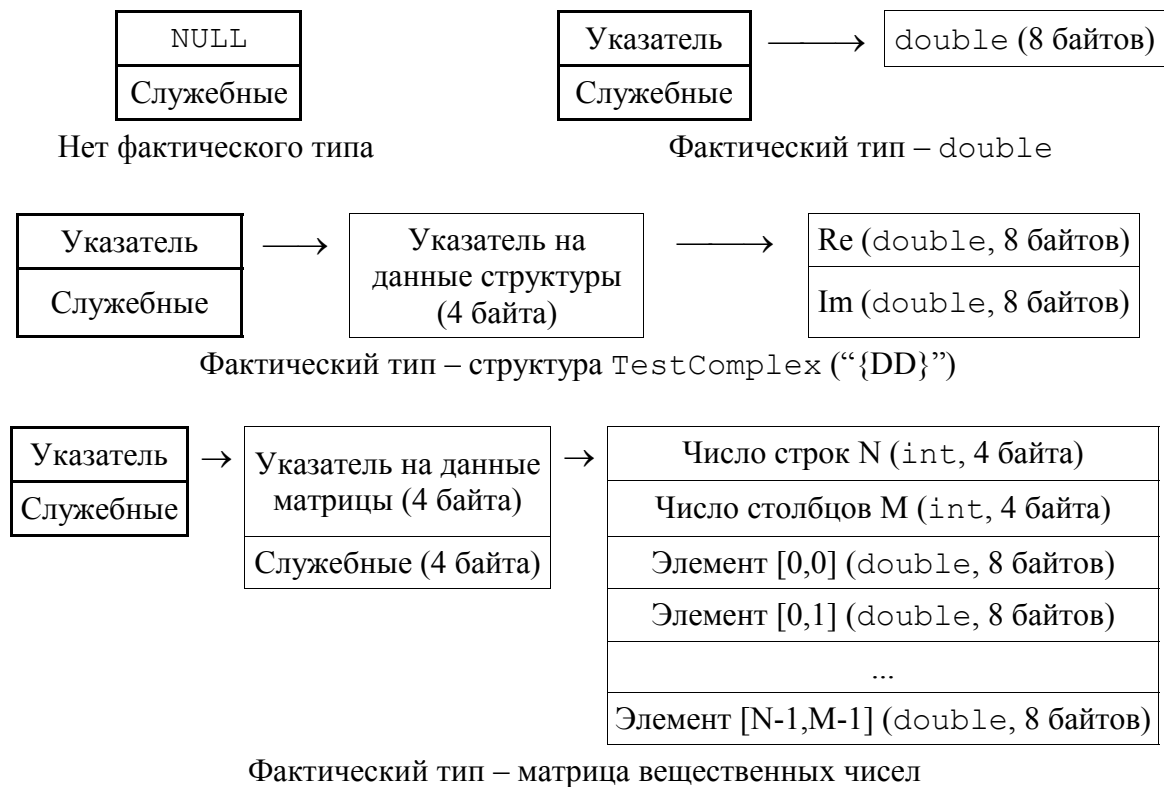 NULL
Служебные
Нет фактического типа
Указатель
Служебные
double (8 байтов)
Фактический тип – double
Указатель
Служебные
Указатель на
данные структуры
(4 байта)
Re (double, 8 байтов)
Im (double, 8 байтов)
Фактический тип – структура TestComplex (“{DD}”)
Указатель
Служебные
Указатель на данные
матрицы (4 байта)
Служебные (4 байта)
Число строк N (int, 4 байта)
Число столбцов M (int, 4 байта)
Элемент [0,0] (double, 8 байтов)
Элемент [0,1] (double, 8 байтов)
...
Элемент [N-1,M-1] (double, 8 байтов)
Фактический тип – матрица вещественных чисел